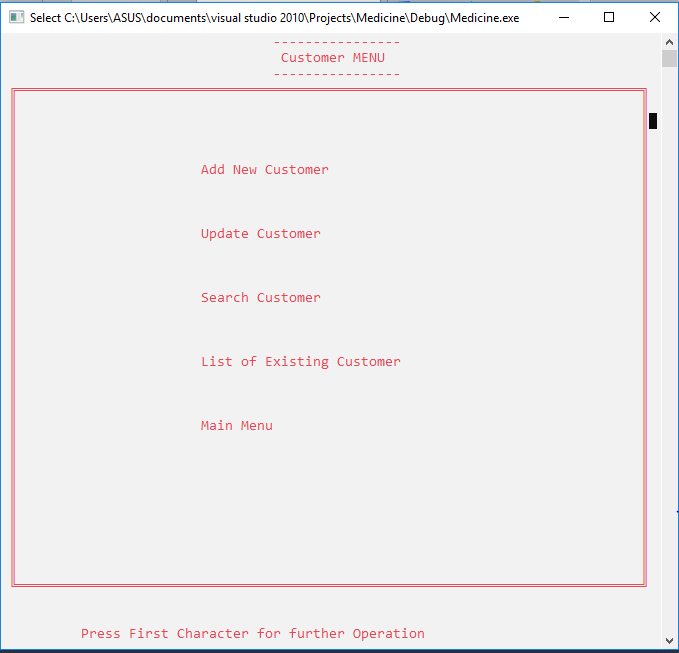 Select C:\Users\ASUS\documents\visual studio 2010\Projects\Medicine\Debug\Medicine.exe
----------------
Customer MENU
----------------
Add New Customer
Update Customer
Search Customer
List of Existing Customer
Main Menu
Press First Character for further Operation